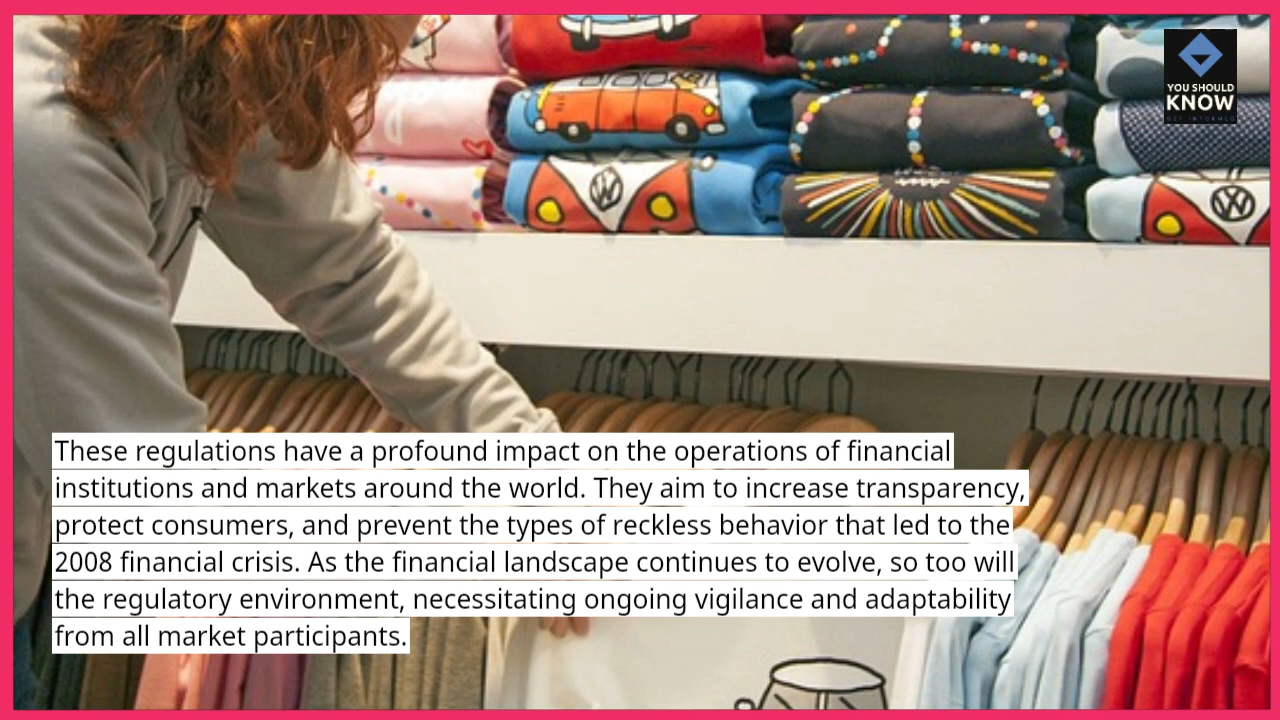 YOU SHOULD
KNOW
GET INFORMED
These regulations have a profound impact on the operations of financial
institutions and markets around the world. They aim to increase transparency,
protect consumers, and prevent the types of reckless behavior that led to the
2008 financial crisis. As the financial landscape continues to evolve, so too will
the regulatory environment, necessitating ongoing vigilance and adaptability
from all market participants.